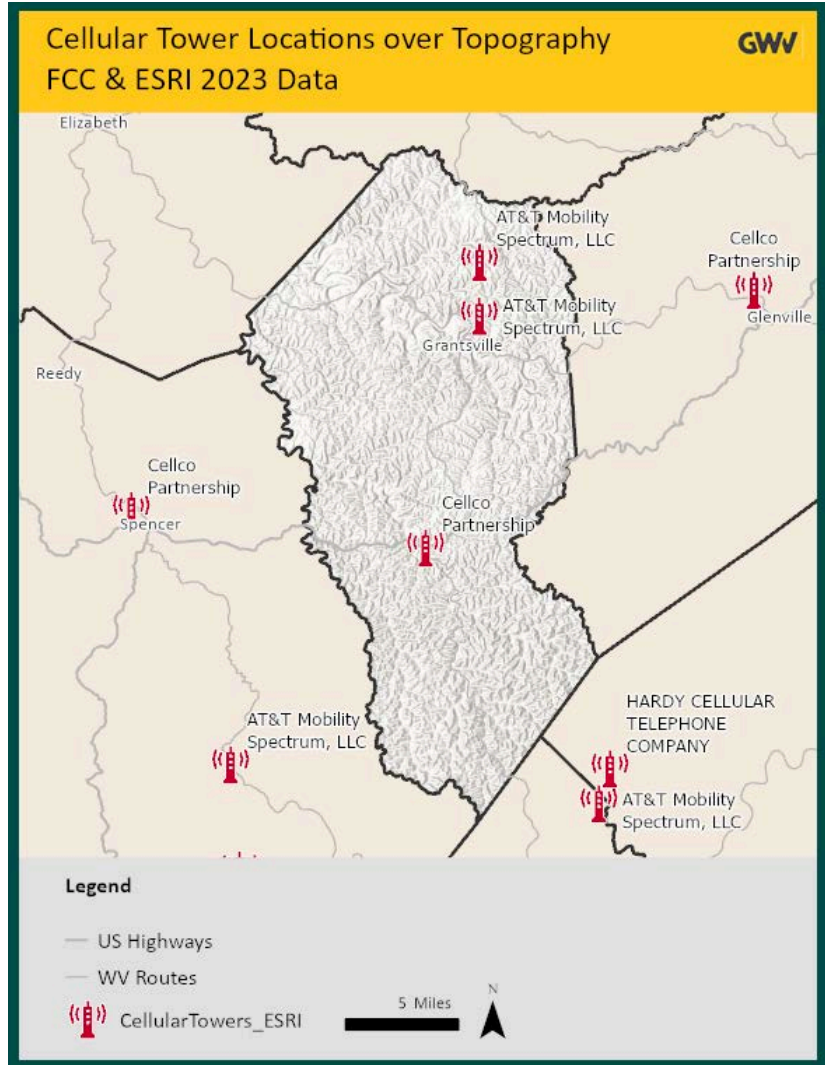 Cellular Tower Locations over Topography
FCC & ESRI 2023 Data
GWV
Elizabeth
AT&T Mobility
Spectrum, LLC
Cellco
Partnership
AT&T Mobility
Spectrum, LLC
Glenville
Grantsville
Reedy
Cellco
Partnership
Spencer
Cellco
Partnership
HARDY CELLULAR
TELEPHONE
COMPANY
AT&T Mobility
Spectrum, LLC
AT&T Mobility
Spectrum, LLC
Legend
US Highways
WV Routes
CellularTowers_ESRI
5 Miles
N